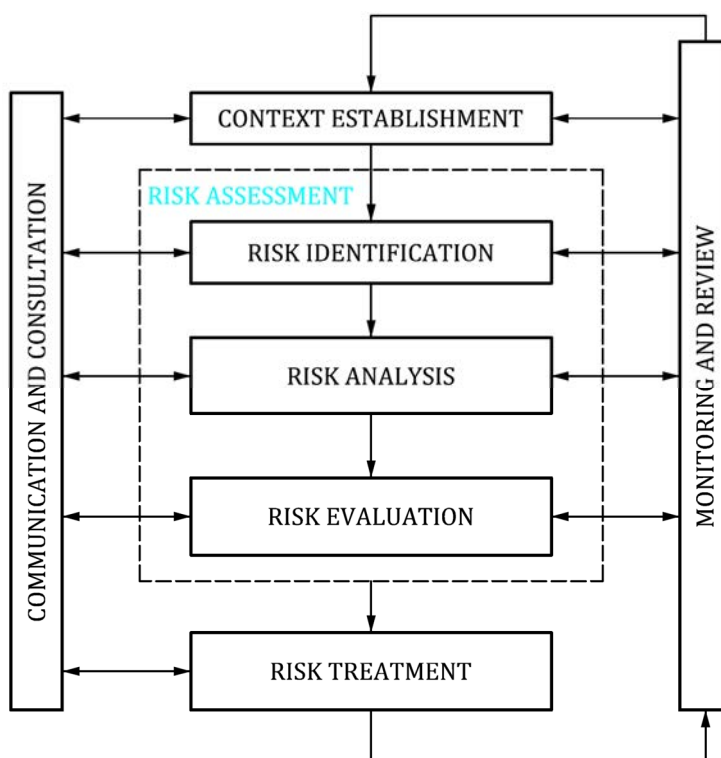 CONTEXT ESTABLISHMENT
RISK ASSESSMENT
RISK IDENTIFICATION
RISK ANALYSIS
RISK EVALUATION
RISK TREATMENT
COMMUNICATION AND CONSULTATION
MONITORING AND REVIEW